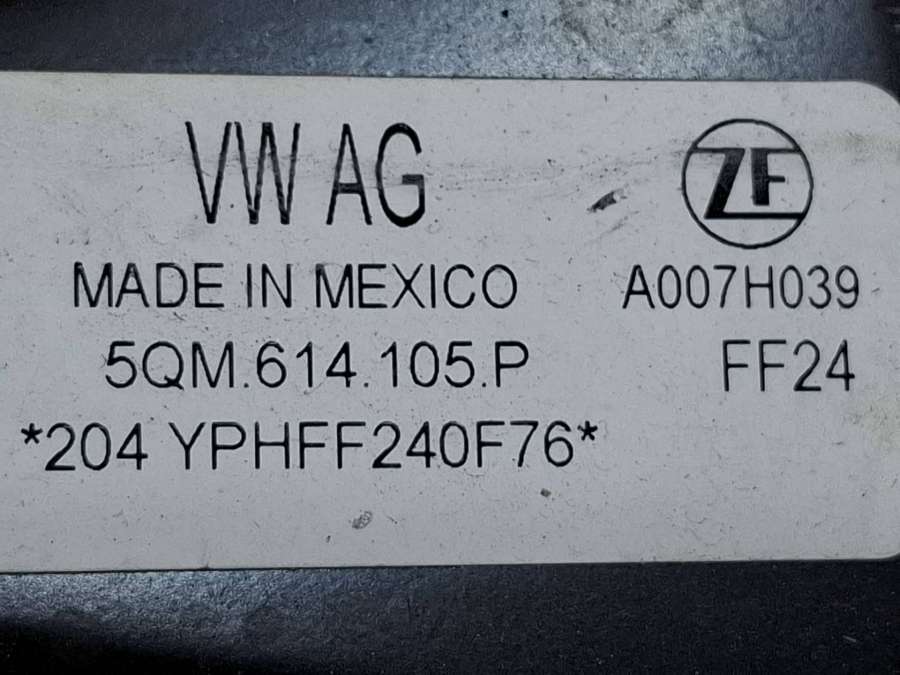 VW AG
ZF
MADE IN MEXICO
A007H039
5QM.614.105.P
FF24
*204 YPHFF240F76*